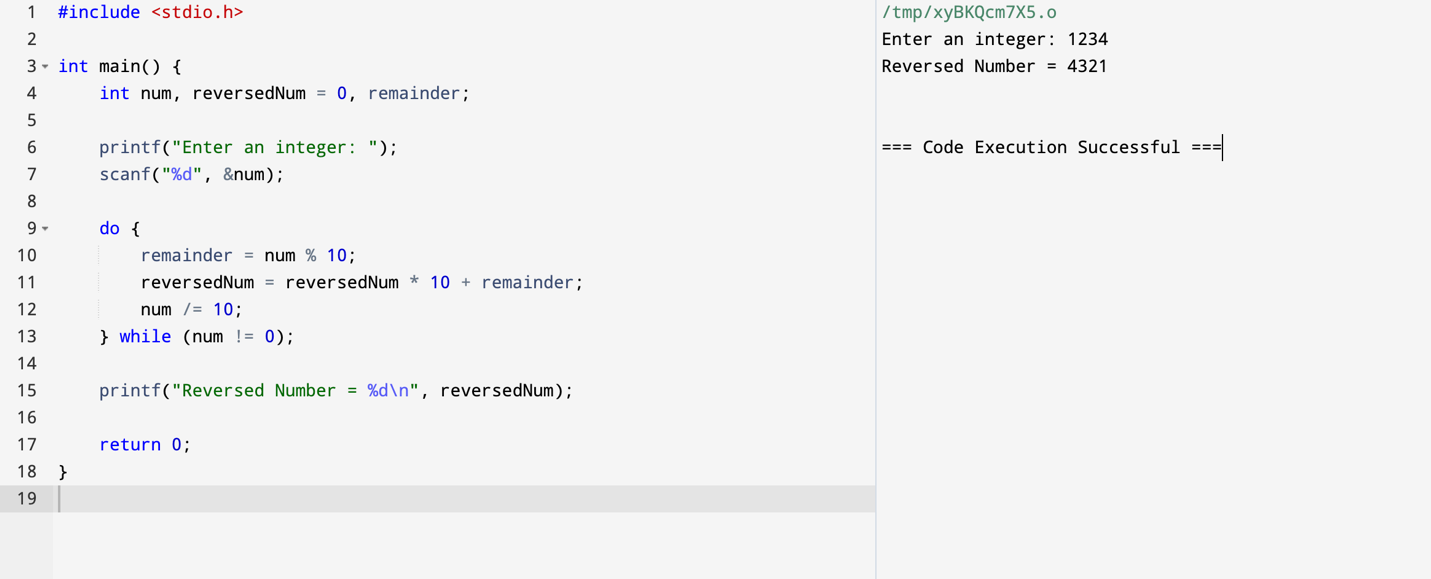 1 #include <stdio.h>
2
3 int main() {
4     int num, reversedNum = 0, remainder;
5
6     printf("Enter an integer: ");
7     scanf("%d", &num);
8
9     do {
10         remainder = num % 10;
11         reversedNum = reversedNum * 10 + remainder;
12         num /= 10;
13     } while (num != 0);
14
15     printf("Reversed Number = %d\n", reversedNum);
16
17     return 0;
18 }
19
/tmp/xyBKQcm7X5.o
Enter an integer: 1234
Reversed Number = 4321
=== Code Execution Successful ===